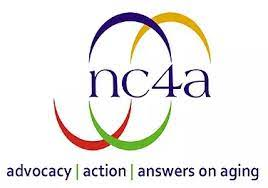 nc4a
advocacy | action | answers on aging